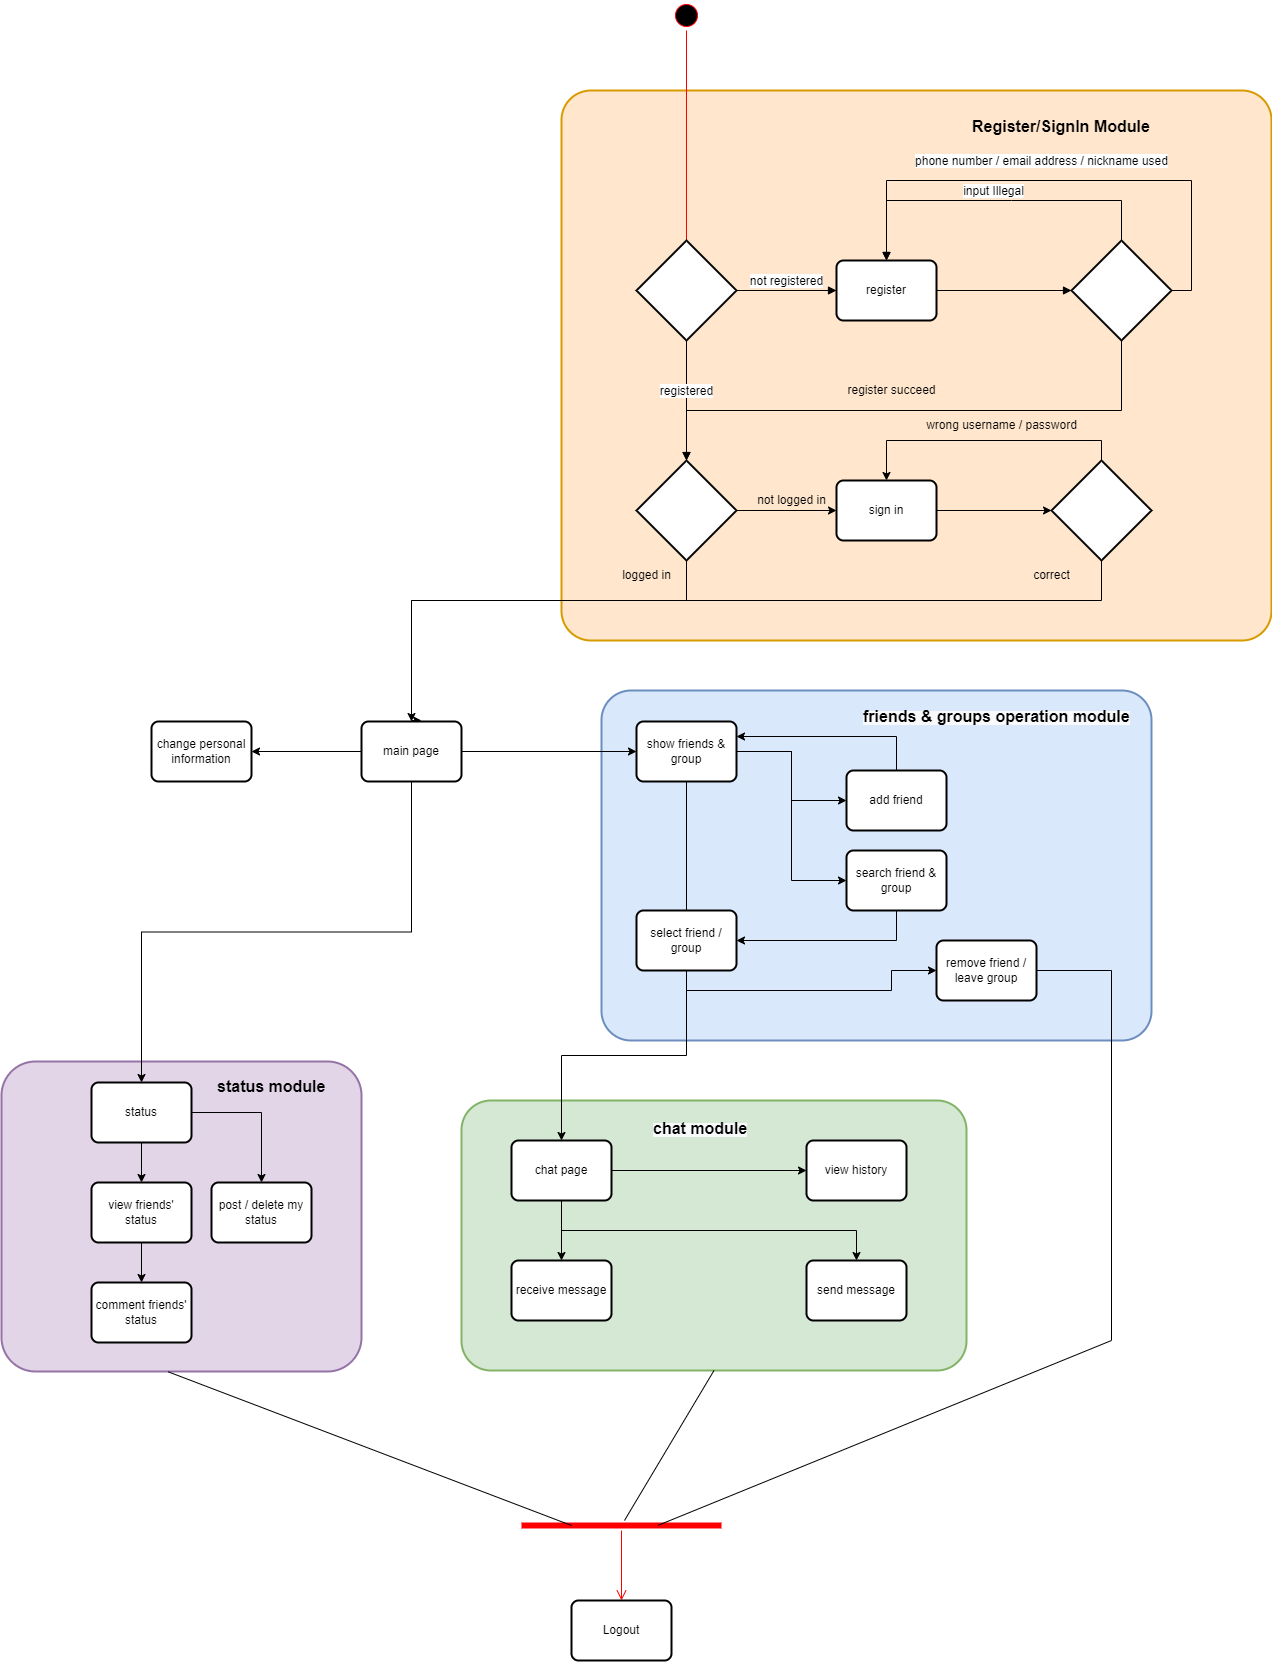 Register/SignIn Module
phone number / email address / nickname used
input Illegal
not registered
register
registered
register succeed
wrong username / password
not logged in
sign in
logged in
correct
friends & groups operation module
change personal
information
main page
show friends &
group
add friend
search friend &
group
select friend /
group
remove friend /
leave group
status module
status
view friends'
status
post / delete my
status
comment friends'
status
chat module
chat page
view history
receive message
send message
Logout